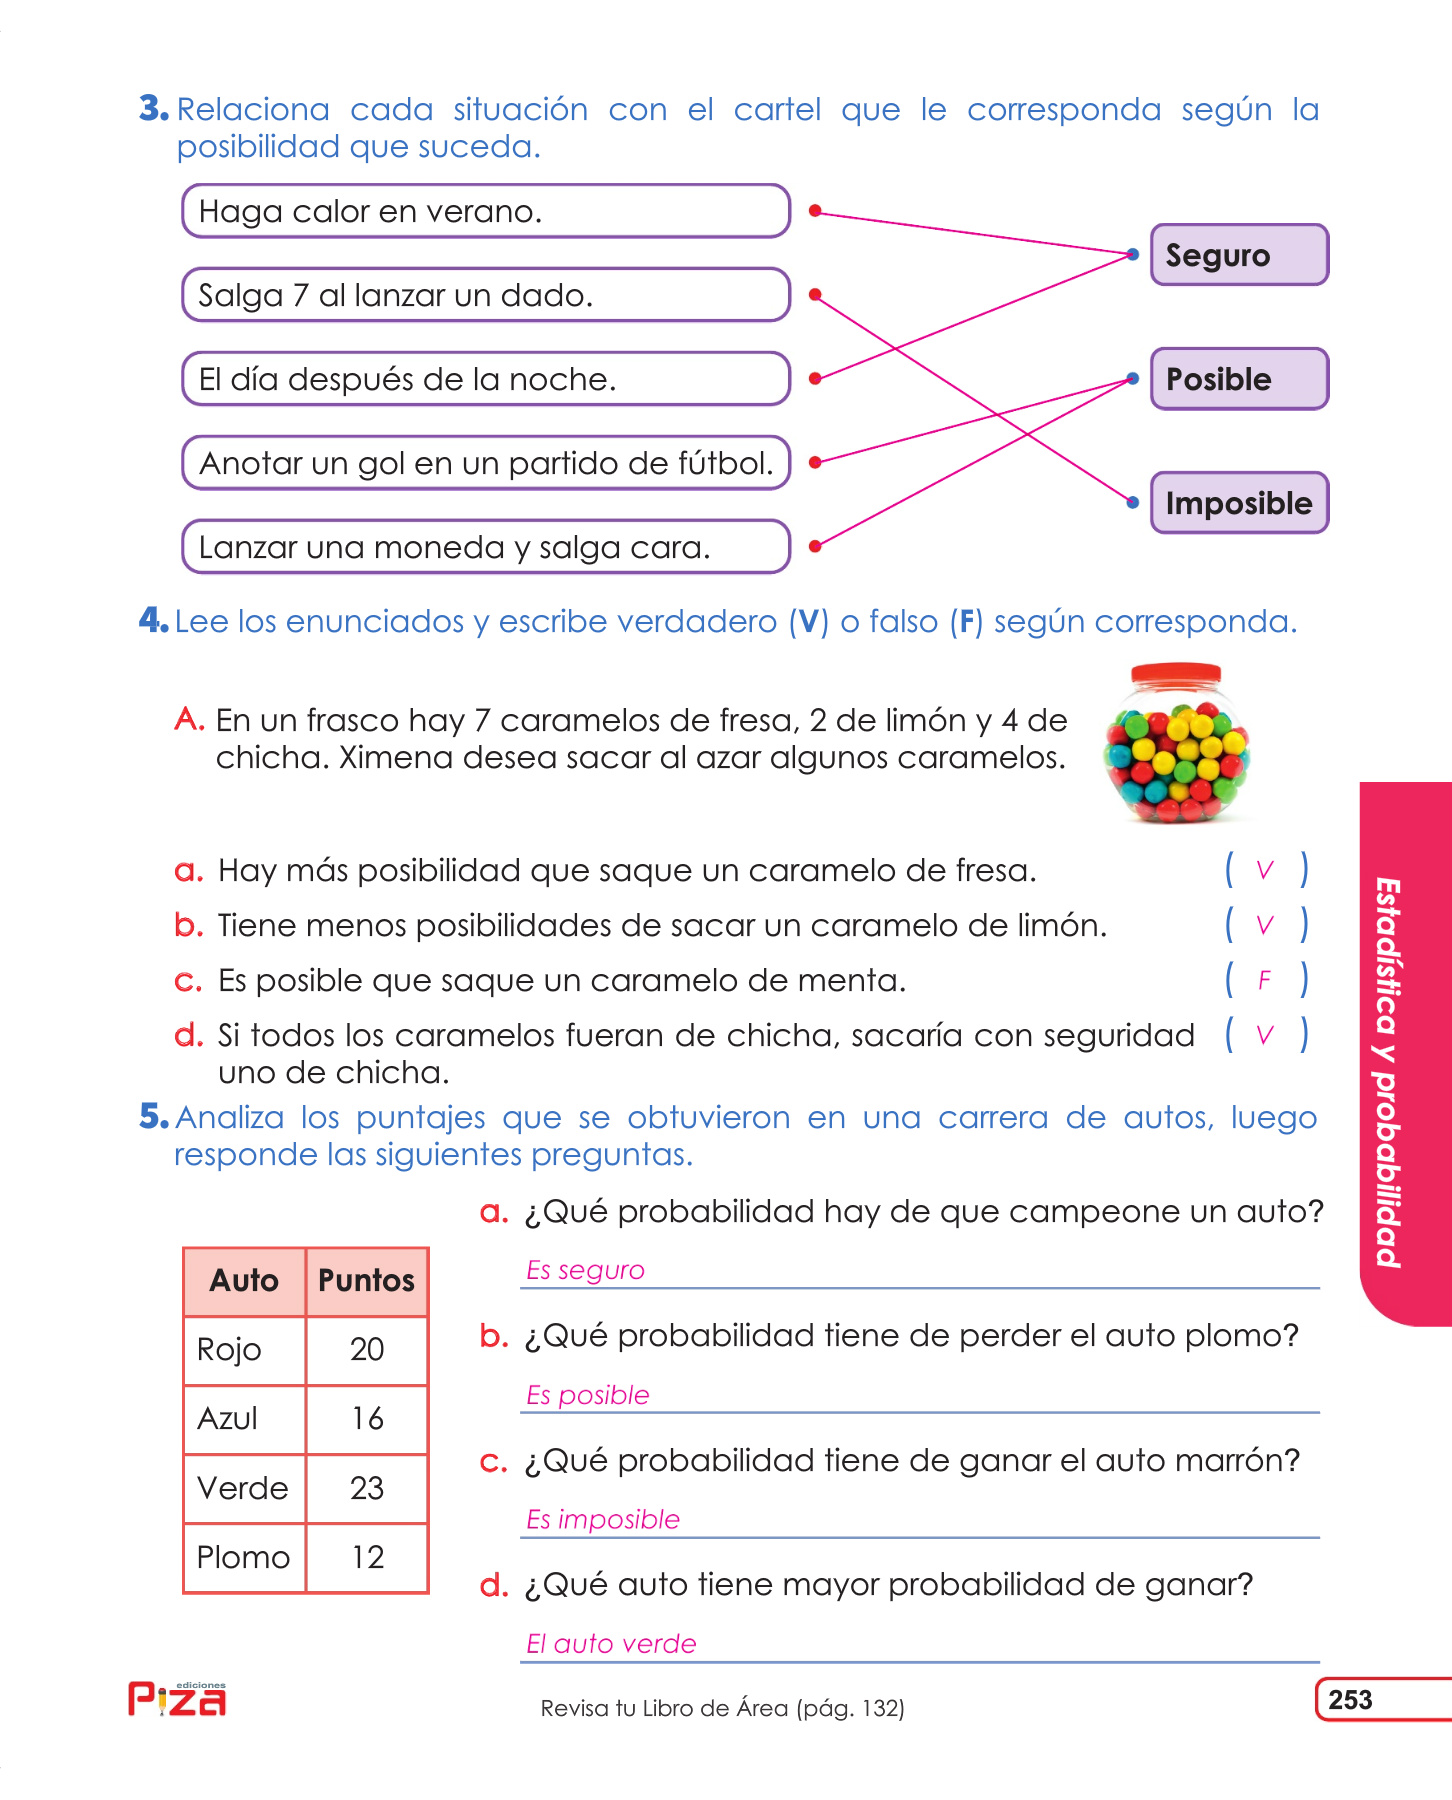 3. Relaciona cada situación con el cartel que le corresponda según la
posibilidad que suceda.
Haga calor en verano.
Salga 7 al lanzar un dado.
El día después de la noche.
Anotar un gol en un partido de fútbol.
Lanzar una moneda y salga cara.
Seguro
Posible
Imposible
4. Lee los enunciados y escribe verdadero (V) o falso (F) según corresponda.
A. En un frasco hay 7 caramelos de fresa, 2 de limón y 4 de
chicha. Ximena desea sacar al azar algunos caramelos.
a. Hay más posibilidad que saque un caramelo de fresa. ( V )
b. Tiene menos posibilidades de sacar un caramelo de limón. ( V )
c. Es posible que saque un caramelo de menta. ( F )
d. Si todos los caramelos fueran de chicha, sacaría con seguridad ( V )
uno de chicha.
5. Analiza los puntajes que se obtuvieron en una carrera de autos, luego
responde las siguientes preguntas.
Auto Puntos
Rojo 20
Azul 16
Verde 23
Plomo 12
a. ¿Qué probabilidad hay de que campeone un auto?
Es seguro
b. ¿Qué probabilidad tiene de perder el auto plomo?
Es posible
c. ¿Qué probabilidad tiene de ganar el auto marrón?
Es imposible
d. ¿Qué auto tiene mayor probabilidad de ganar?
El auto verde
Estadística y probabilidad
ediciones
Piza
Revisa tu Libro de Área (pág. 132)
253